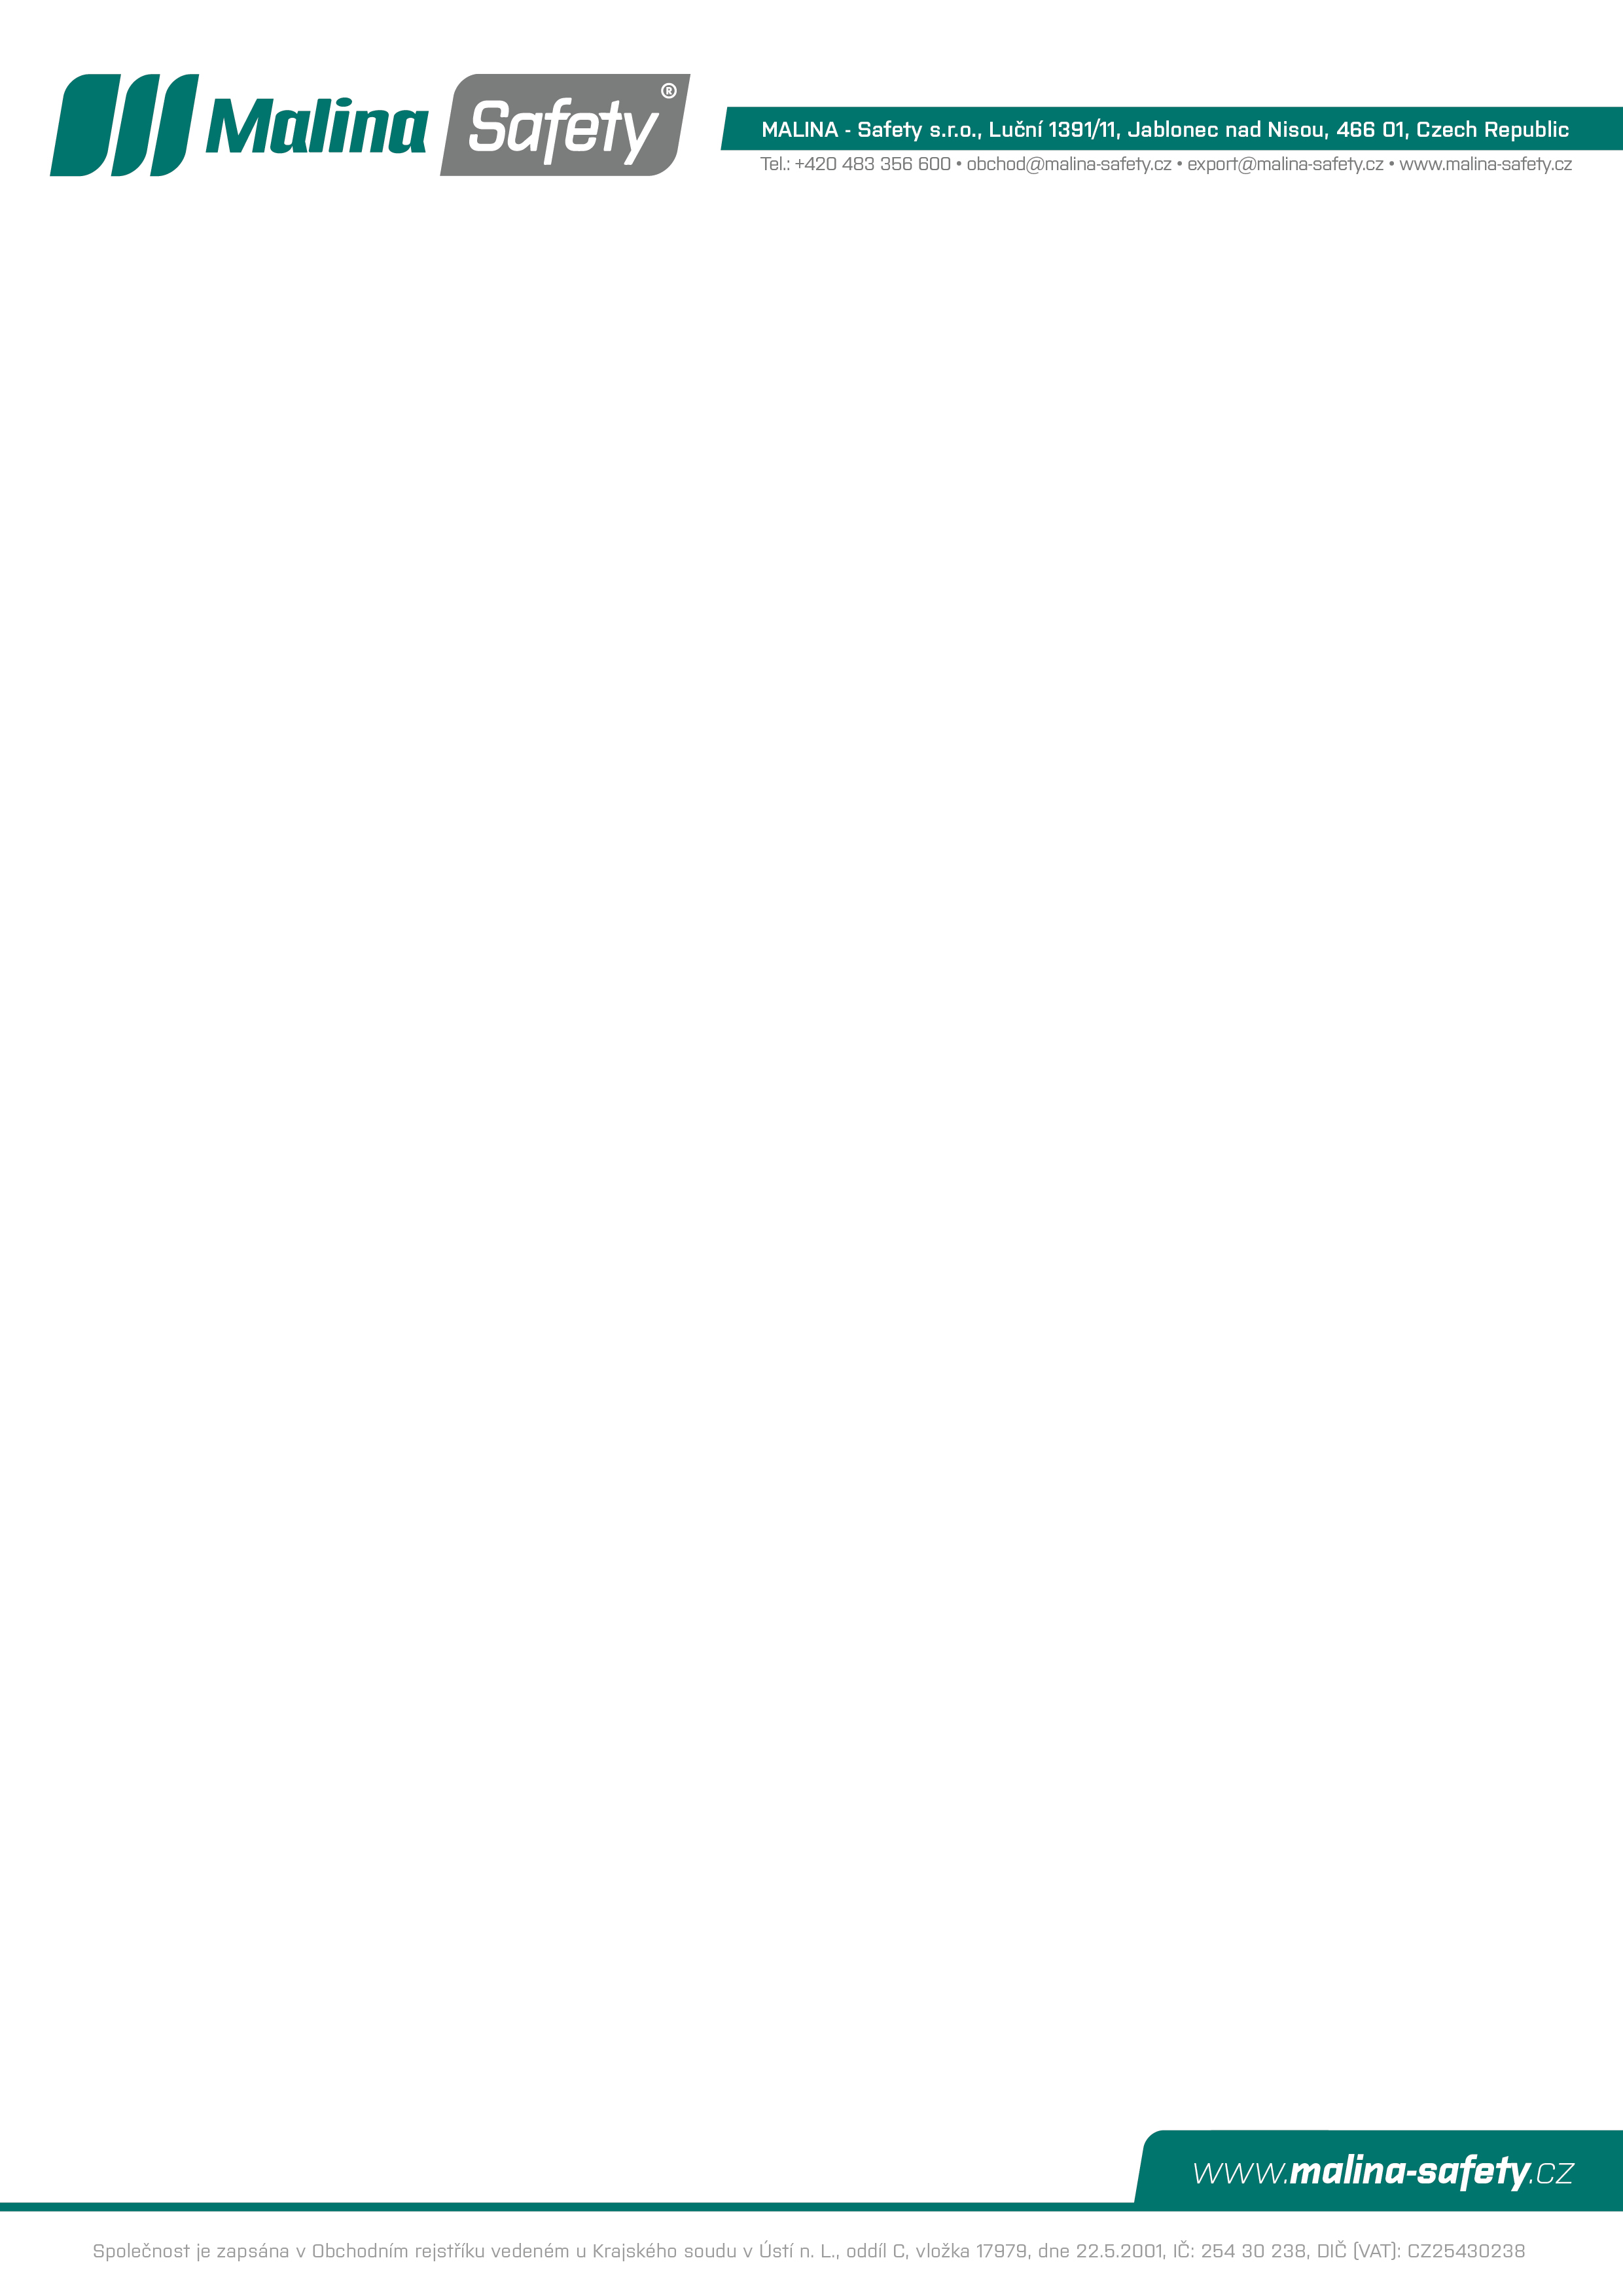 Malina Safety®
MALINA - Safety s.r.o., Luční 1391/11, Jablonec nad Nisou, 466 01, Czech Republic
Tel.: +420 483 356 600 • obchod@malina-safety.cz • export@malina-safety.cz • www.malina-safety.cz
www.malina-safety.cz
Společnost je zapsána v Obchodním rejstříku vedeném u Krajského soudu v Ústí n. L., oddíl C, vložka 17979, dne 22.5.2001, IČ: 254 30 238, DIČ (VAT): CZ25430238